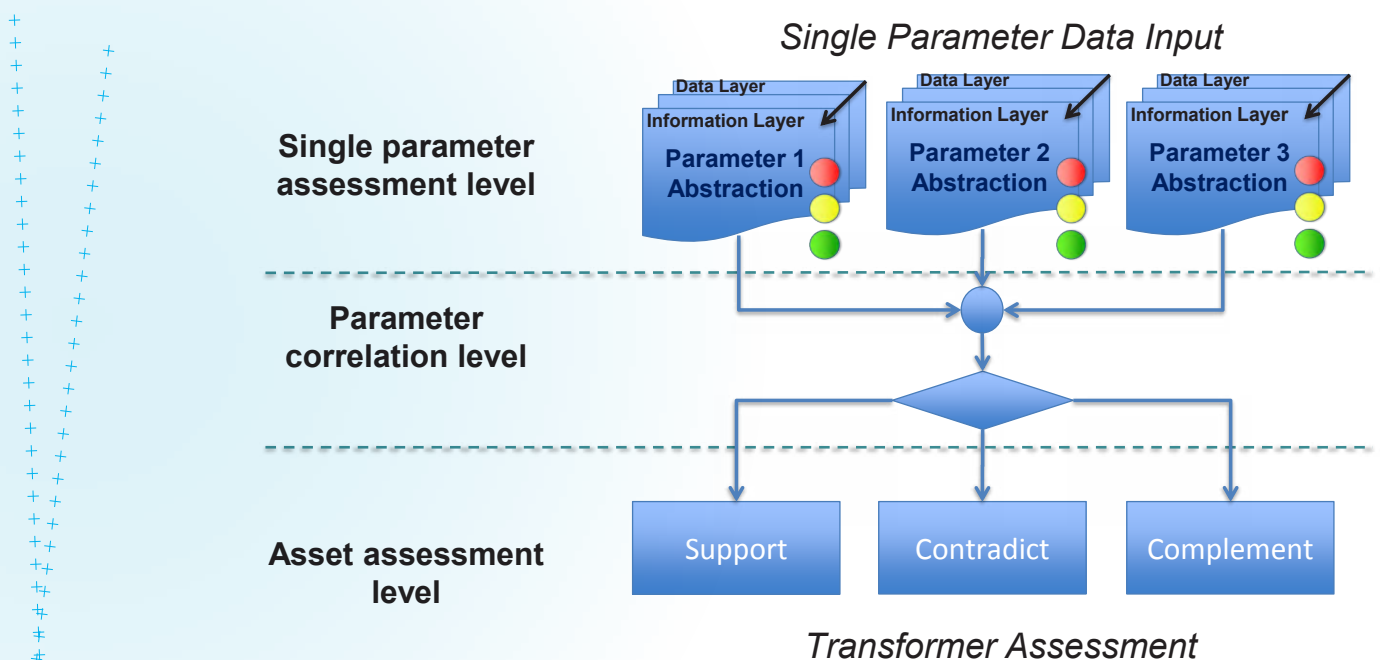 Single Parameter Data Input
Single parameter
assessment level
Data Layer
Information Layer
Parameter 1
Abstraction
Data Layer
Information Layer
Parameter 2
Abstraction
Data Layer
Information Layer
Parameter 3
Abstraction
Parameter
correlation level
Asset assessment
level
Support
Contradict
Complement
Transformer Assessment